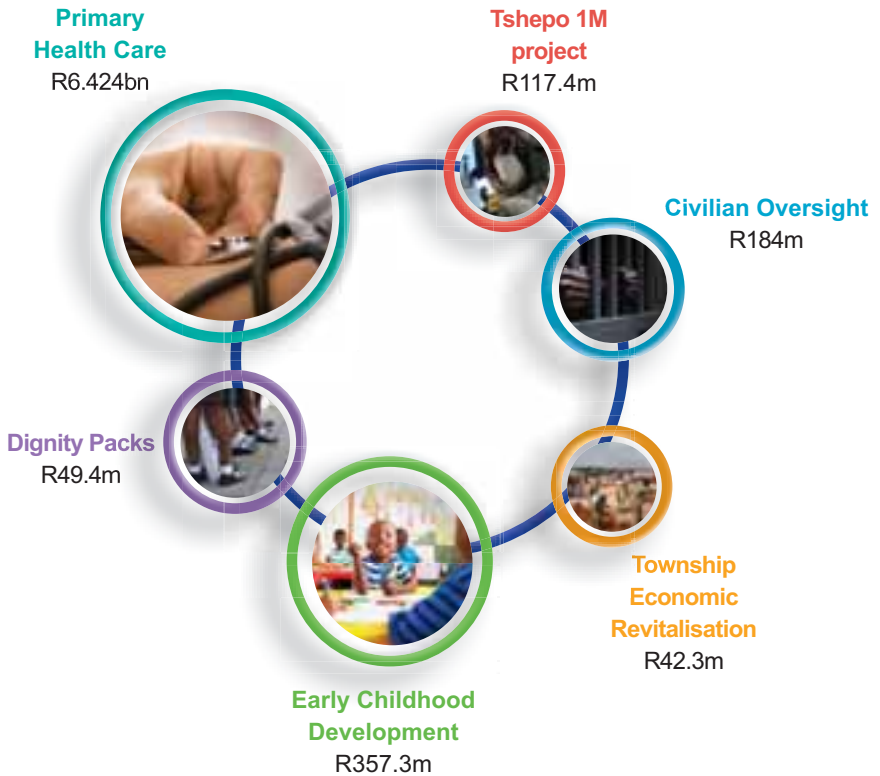 Primary
Health Care
R6.424bn
Tshepo 1M
project
R117.4m
Civilian Oversight
R184m
Dignity Packs
R49.4m
Township
Economic
Revitalisation
R42.3m
Early Childhood
Development
R357.3m